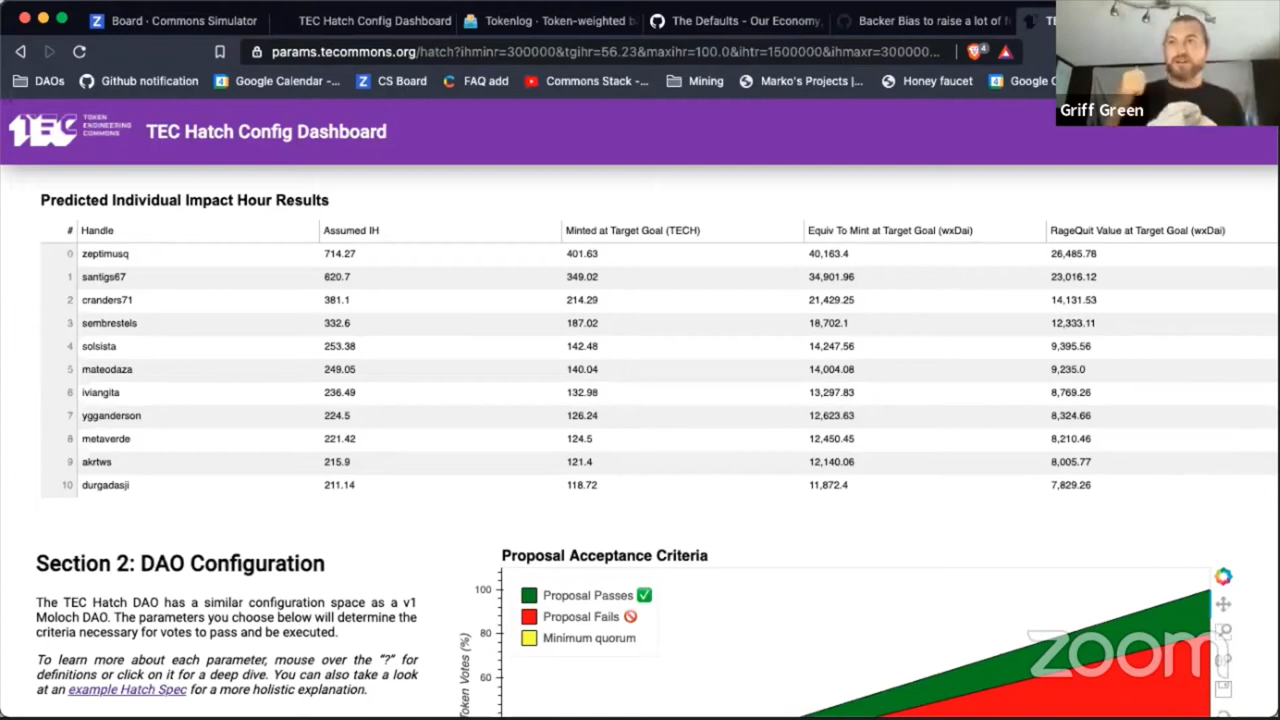 Board · Commons Simulator
TEC Hatch Config Dashboard
Tokenlog · Token-weighted b
The Defaults - Our Economy,
Backer Bias to raise a lot of f
params.tecommons.org/hatch?ihminr=300000&tgihr=56.23&maxihr=100.0&ihtr=1500000&ihmaxr=300000...
4
DAOs
Github notification
Google Calendar -...
CS Board
FAQ add
Commons Stack -...
Mining
Marko's Projects |...
Honey faucet
Google C
Griff Green
TEC TOKEN ENGINEERING COMMONS
TEC Hatch Config Dashboard
Predicted Individual Impact Hour Results
# Handle Assumed IH Minted at Target Goal (TECH) Equiv To Mint at Target Goal (wxDai) RageQuit Value at Target Goal (wxDai)
0 zeptimusq 714.27 401.63 40,163.4 26,485.78
1 santigs67 620.7 349.02 34,901.96 23,016.12
2 cranders71 381.1 214.29 21,429.25 14,131.53
3 sembrestels 332.6 187.02 18,702.1 12,333.11
4 solsista 253.38 142.48 14,247.56 9,395.56
5 mateodaza 249.05 140.04 14,004.08 9,235.0
6 iviangita 236.49 132.98 13,297.83 8,769.26
7 ygganderson 224.5 126.24 12,623.63 8,324.66
8 metaverde 221.42 124.5 12,450.45 8,210.46
9 akrtws 215.9 121.4 12,140.06 8,005.77
10 durgadasji 211.14 118.72 11,872.4 7,829.26
Section 2: DAO Configuration
The TEC Hatch DAO has a similar configuration space as a v1
Moloch DAO. The parameters you choose below will determine the
criteria necessary for votes to pass and be executed.
To learn more about each parameter, mouse over the "?" for
definitions or click on it for a deep dive. You can also take a look
at an example Hatch Spec for a more holistic explanation.
Proposal Acceptance Criteria
Proposal Passes ✅
Proposal Fails 🚫
Minimum quorum
100
80
60
Token Votes (%)
zoom